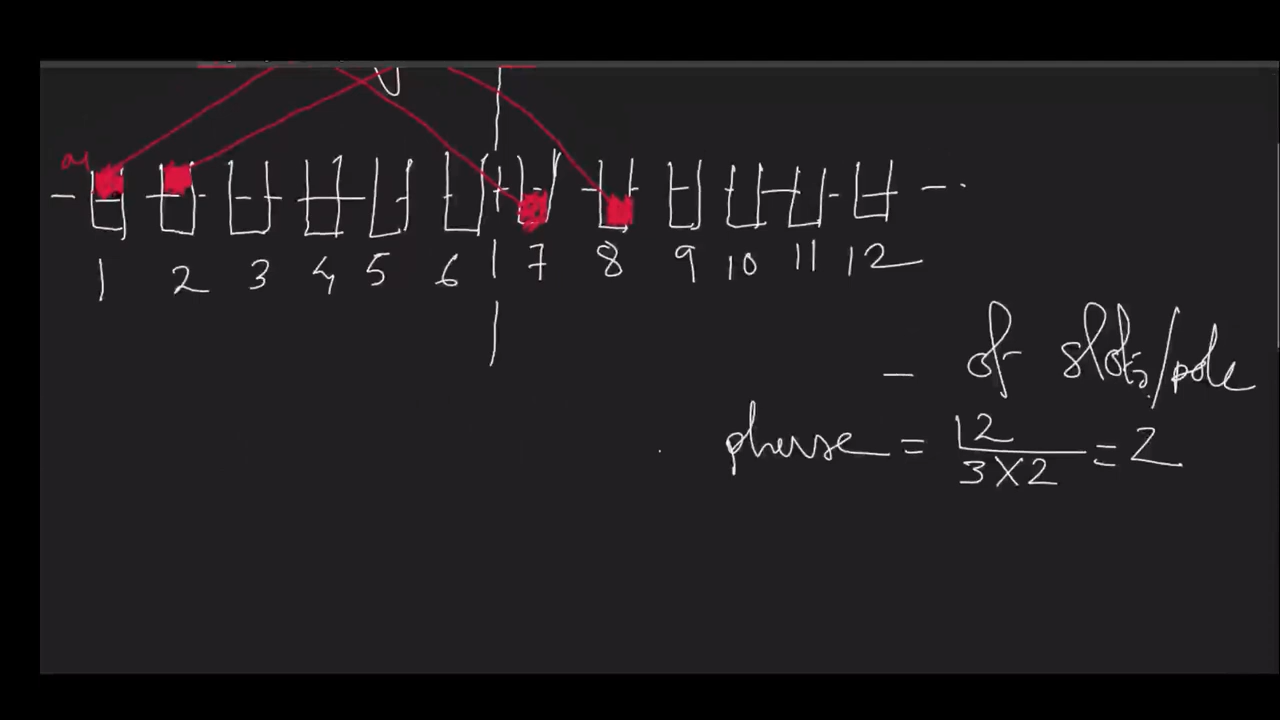 a₁
1 2 3 4 5 6 7 8 9 10 11 12
– of slots/pole
phase = 12 / 3×2 = 2